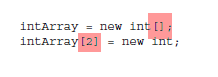 intArray = new int[];
intArray[2] = new int;